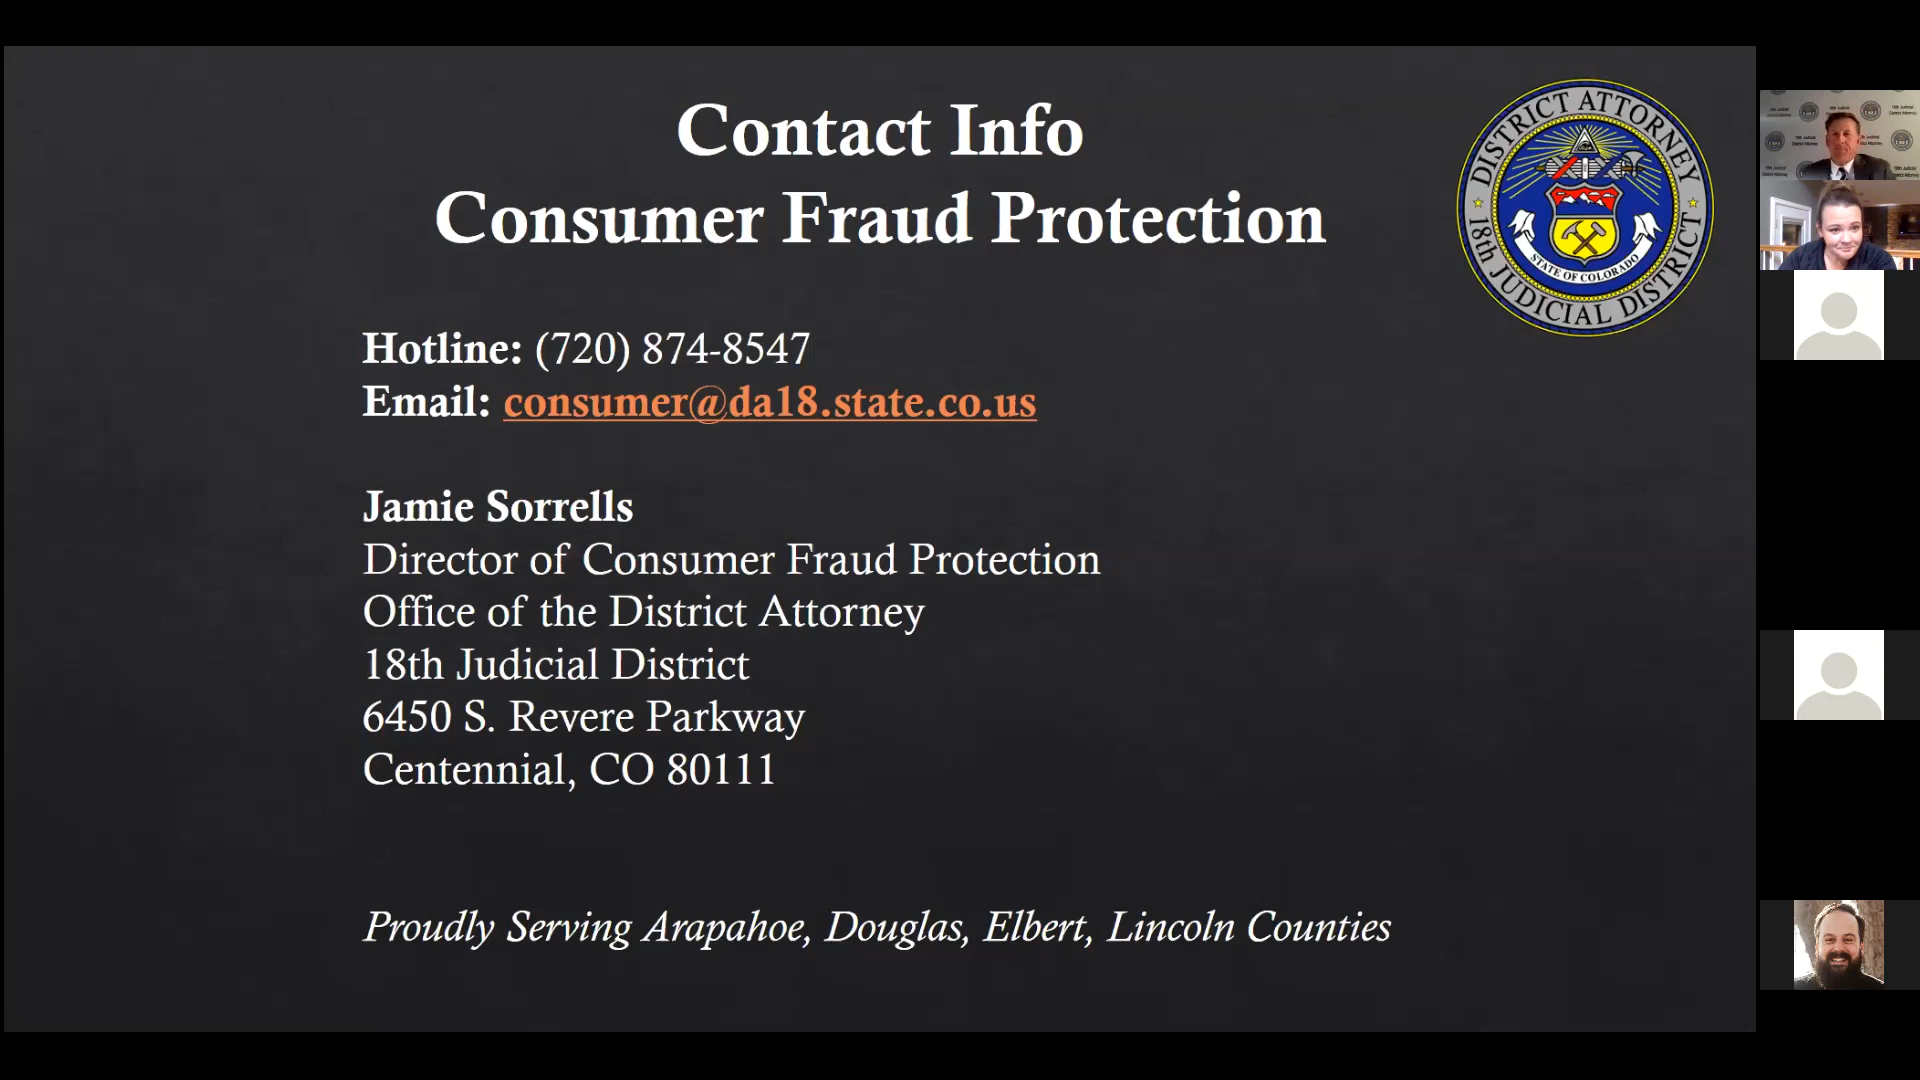 Contact Info
Consumer Fraud Protection
DISTRICT ATTORNEY
18th JUDICIAL DISTRICT
STATE OF COLORADO
Hotline: (720) 874-8547
Email: consumer@da18.state.co.us
Jamie Sorrells
Director of Consumer Fraud Protection
Office of the District Attorney
18th Judicial District
6450 S. Revere Parkway
Centennial, CO 80111
Proudly Serving Arapahoe, Douglas, Elbert, Lincoln Counties